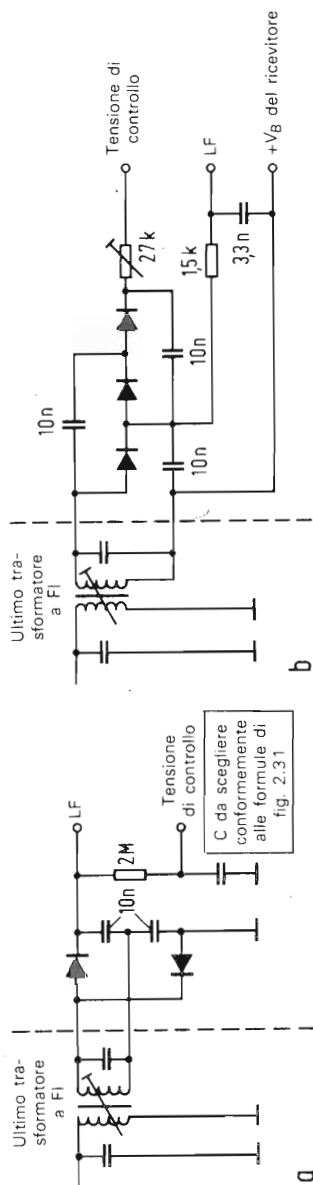 Ultimo tra-
sformatore
a FI
LF
10n
2M
Tensione
di controllo
C da scegliere
conformemente
alle formule di
fig. 2.31
a
Ultimo tra-
sformatore
a FI
10n
10n
10n
27k
Tensione di
controllo
1,5k
LF
3,3n
+VB del ricevitore
b